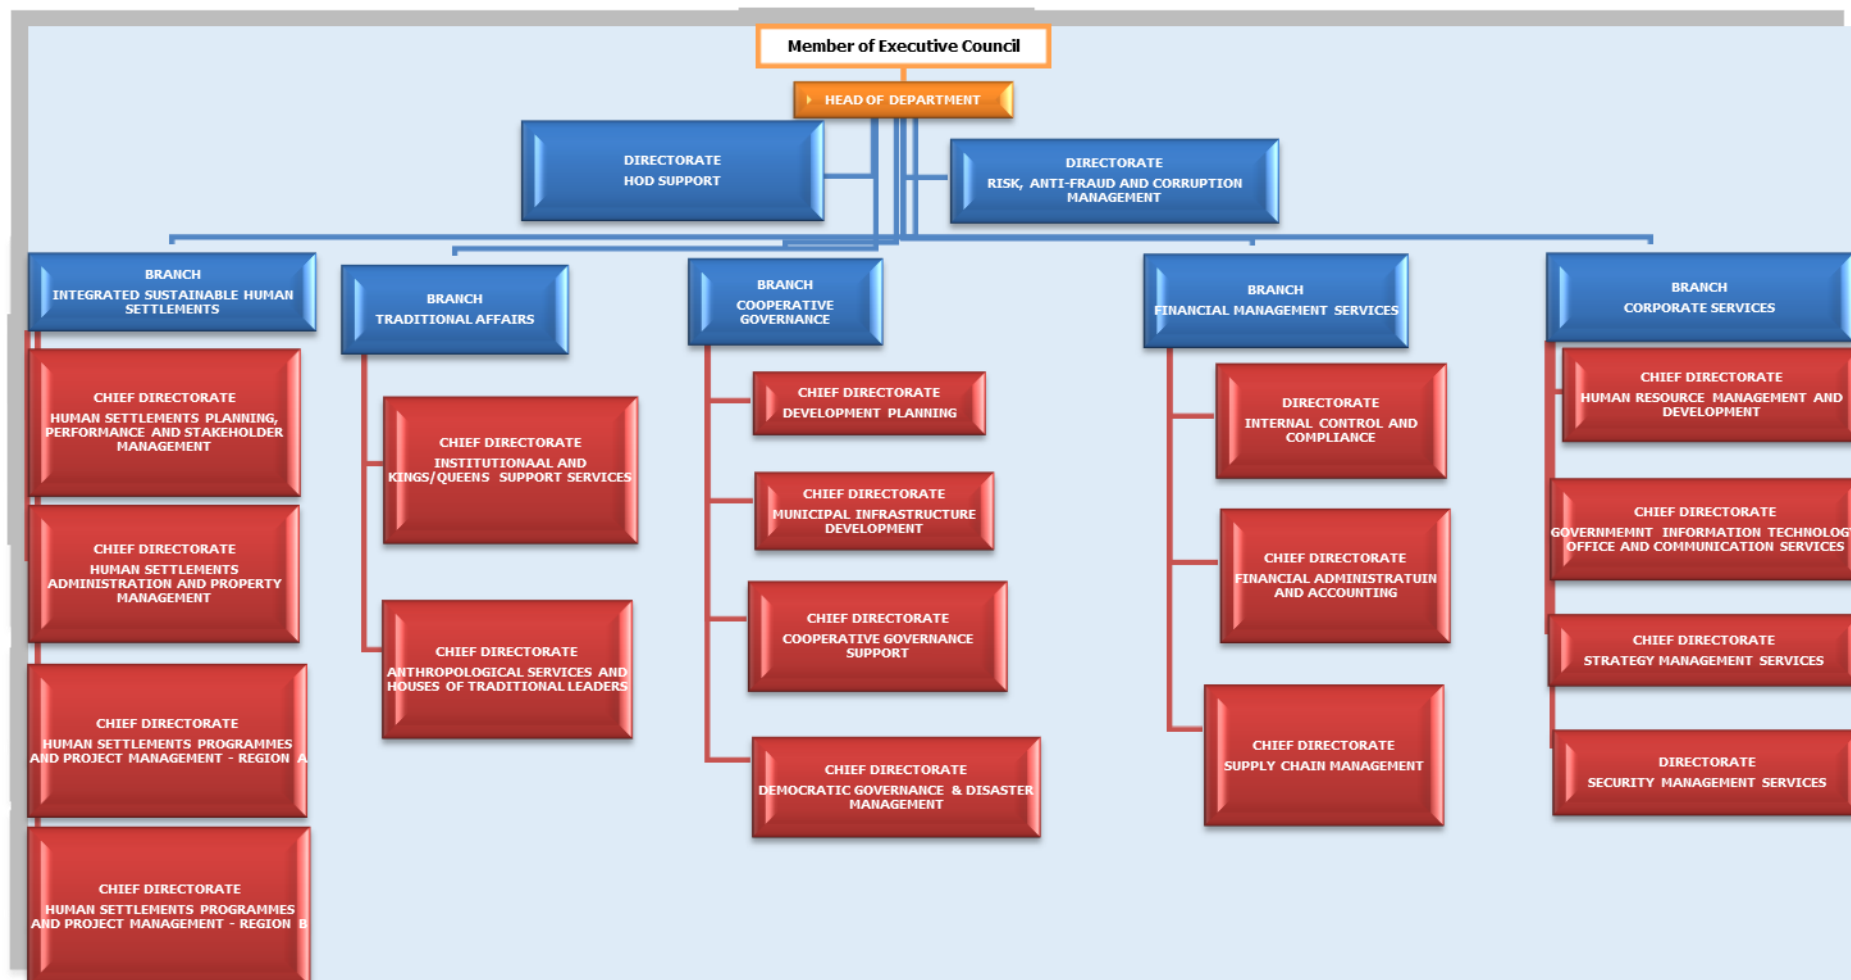 Member of Executive Council
HEAD OF DEPARTMENT
DIRECTORATE
HOD SUPPORT
DIRECTORATE
RISK, ANTI-FRAUD AND CORRUPTION
MANAGEMENT
BRANCH
INTEGRATED SUSTAINABLE HUMAN
SETTLEMENTS
CHIEF DIRECTORATE
HUMAN SETTLEMENTS PLANNING,
PERFORMANCE AND STAKEHOLDER
MANAGEMENT
CHIEF DIRECTORATE
HUMAN SETTLEMENTS
ADMINISTRATION AND PROPERTY
MANAGEMENT
CHIEF DIRECTORATE
HUMAN SETTLEMENTS PROGRAMMES
AND PROJECT MANAGEMENT - REGION A
CHIEF DIRECTORATE
HUMAN SETTLEMENTS PROGRAMMES
AND PROJECT MANAGEMENT - REGION B
BRANCH
TRADITIONAL AFFAIRS
CHIEF DIRECTORATE
INSTITUTIONAAL AND
KINGS/QUEENS SUPPORT SERVICES
CHIEF DIRECTORATE
ANTHROPOLOGICAL SERVICES AND
HOUSES OF TRADITIONAL LEADERS
BRANCH
COOPERATIVE
GOVERNANCE
CHIEF DIRECTORATE
DEVELOPMENT PLANNING
CHIEF DIRECTORATE
MUNICIPAL INFRASTRUCTURE
DEVELOPMENT
CHIEF DIRECTORATE
COOPERATIVE GOVERNANCE
SUPPORT
CHIEF DIRECTORATE
DEMOCRATIC GOVERNANCE & DISASTER
MANAGEMENT
BRANCH
FINANCIAL MANAGEMENT SERVICES
DIRECTORATE
INTERNAL CONTROL AND
COMPLIANCE
CHIEF DIRECTORATE
FINANCIAL ADMINISTRATUIN
AND ACCOUNTING
CHIEF DIRECTORATE
SUPPLY CHAIN MANAGEMENT
BRANCH
CORPORATE SERVICES
CHIEF DIRECTORATE
HUMAN RESOURCE MANAGEMENT AND
DEVELOPMENT
CHIEF DIRECTORATE
GOVERNMEMNT INFORMATION TECHNOLOGY
OFFICE AND COMMUNICATION SERVICES
CHIEF DIRECTORATE
STRATEGY MANAGEMENT SERVICES
DIRECTORATE
SECURITY MANAGEMENT SERVICES